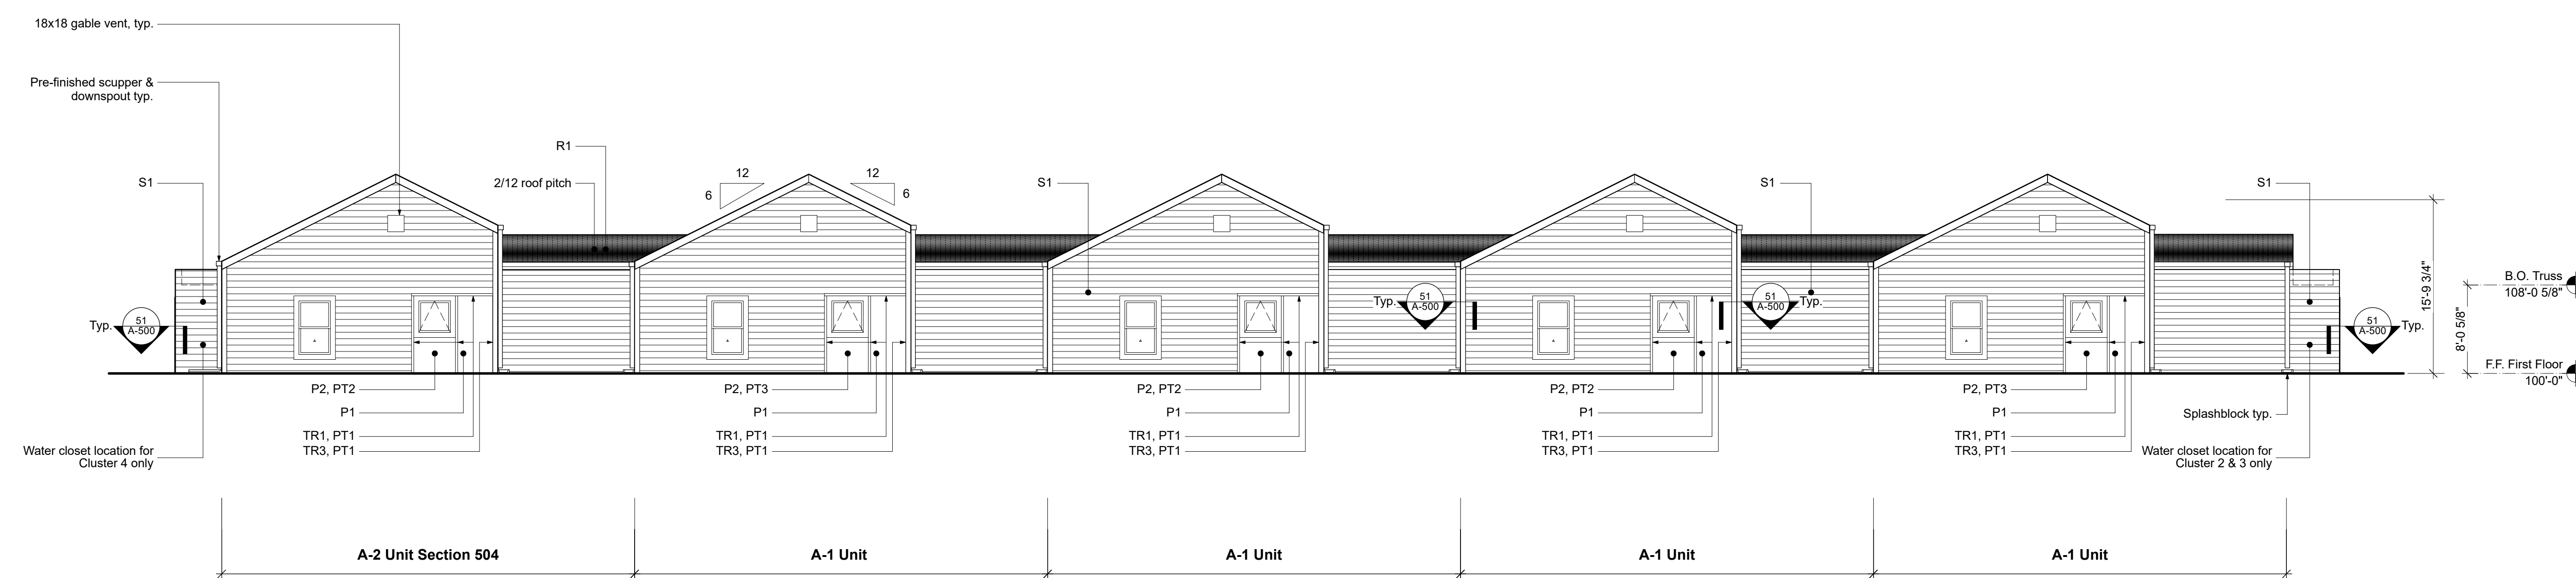 18x18 gable vent, typ.
Pre-finished scupper &
downspout typ.
R1
12
12
S1
2/12 roof pitch
6
6
S1
S1
S1
15'-9 3/4"
B.O. Truss
108'-0 5/8"
51
A-500
Typ.
Typ.
51
A-500
51
A-500
Typ.
51
A-500
Typ.
8'-0 5/8"
F.F. First Floor
100'-0"
P2, PT2
P2, PT3
P2, PT2
P2, PT2
P2, PT3
P1
P1
P1
P1
P1
Splashblock typ.
TR1, PT1
TR1, PT1
TR1, PT1
TR1, PT1
TR1, PT1
TR3, PT1
TR3, PT1
TR3, PT1
TR3, PT1
TR3, PT1
Water closet location for
Cluster 4 only
Water closet location for
Cluster 2 & 3 only
A-2 Unit Section 504
A-1 Unit
A-1 Unit
A-1 Unit
A-1 Unit